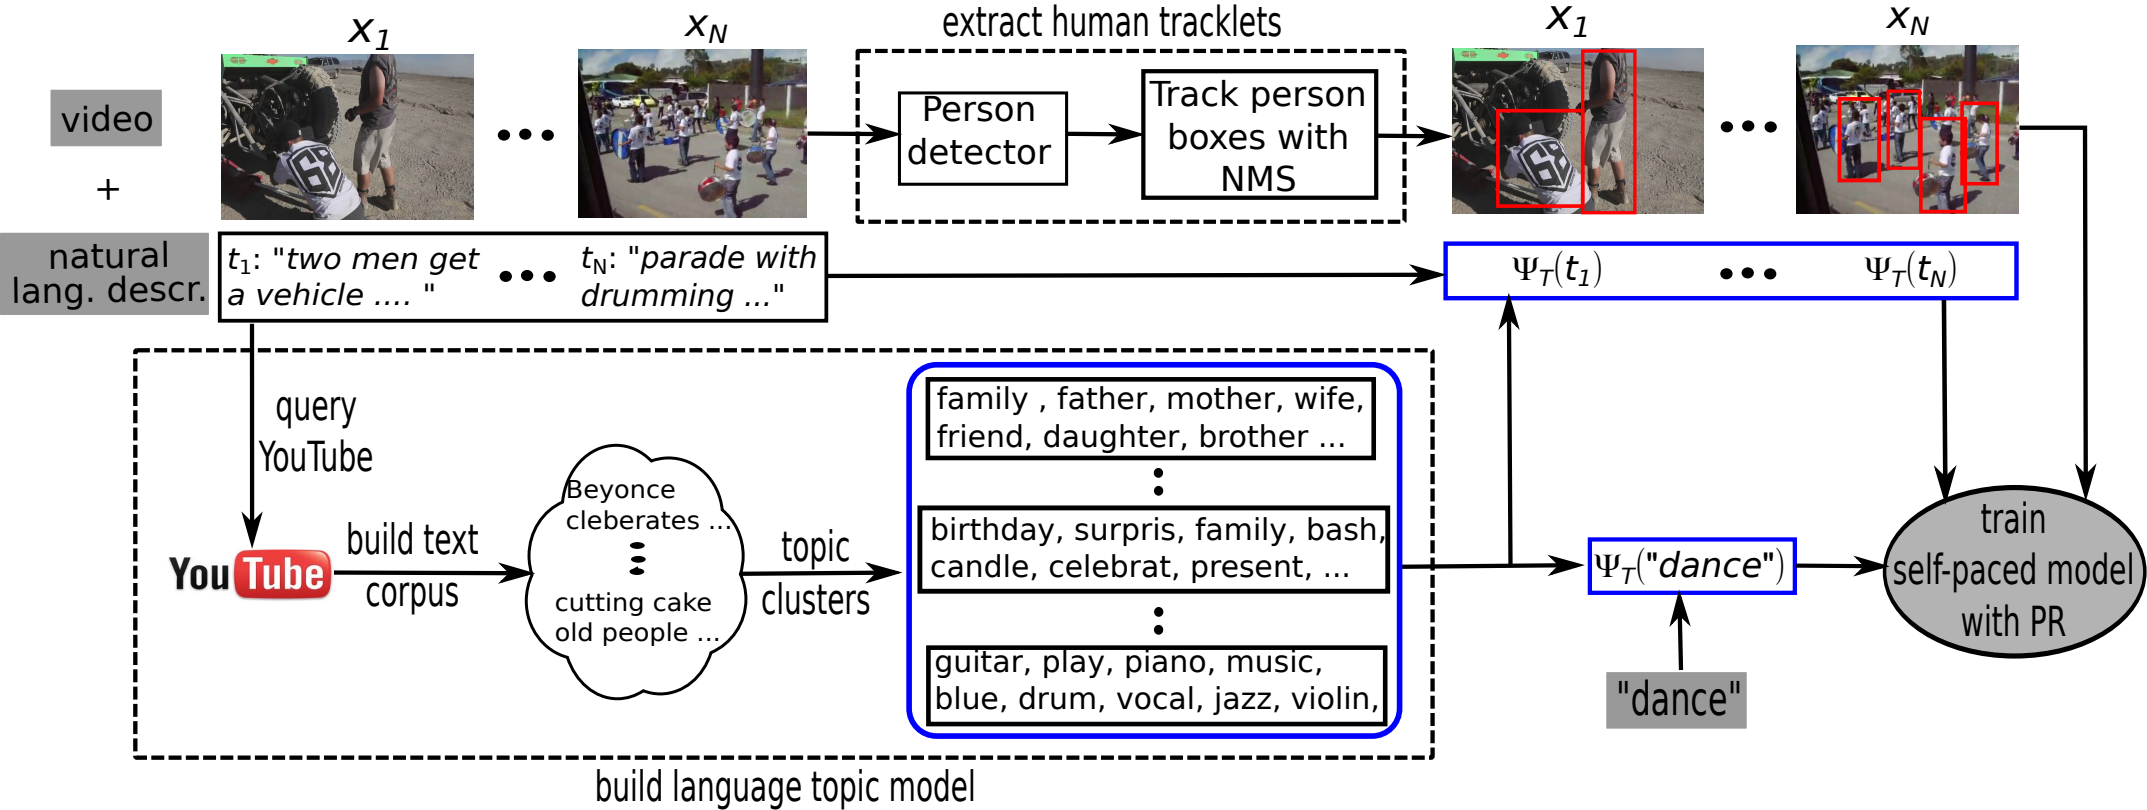 extract human tracklets
x1
xN
x1
xN
video
+
natural
lang. descr.
Person
detector
Track person
boxes with
NMS
t1: "two men get
a vehicle .... "
tN: "parade with
drumming ..."
ΨT(t1)
ΨT(tN)
query
YouTube
YouTube
build text
corpus
Beyonce
cleberates ...
cutting cake
old people ...
topic
clusters
family , father, mother, wife,
friend, daughter, brother ...
birthday, surpris, family, bash,
candle, celebrat, present, ...
guitar, play, piano, music,
blue, drum, vocal, jazz, violin,
ΨT("dance")
"dance"
train
self-paced model
with PR
build language topic model
68